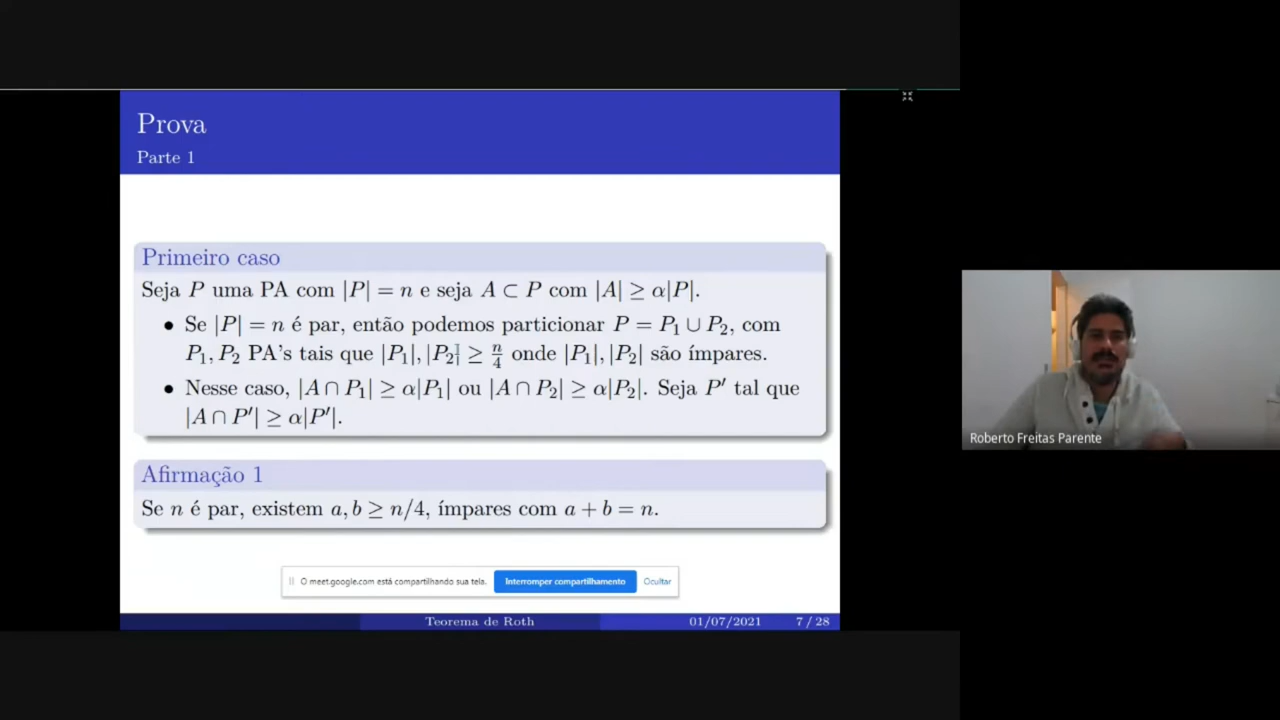 Prova
Parte 1
Primeiro caso
Seja P uma PA com |P| = n e seja A ⊂ P com |A| ≥ α|P|.
• Se |P| = n é par, então podemos particionar P = P₁ ∪ P₂, com
P₁, P₂ PA's tais que |P₁|, |P₂| ≥ n/4 onde |P₁|, |P₂| são ímpares.
• Nesse caso, |A ∩ P₁| ≥ α|P₁| ou |A ∩ P₂| ≥ α|P₂|. Seja P′ tal que
|A ∩ P′| ≥ α|P′|.
Afirmação 1
Se n é par, existem a, b ≥ n/4, ímpares com a + b = n.
O meet.google.com está compartilhando sua tela. Interromper compartilhamento Ocultar
Teorema de Roth 01/07/2021 7 / 28
Roberto Freitas Parente